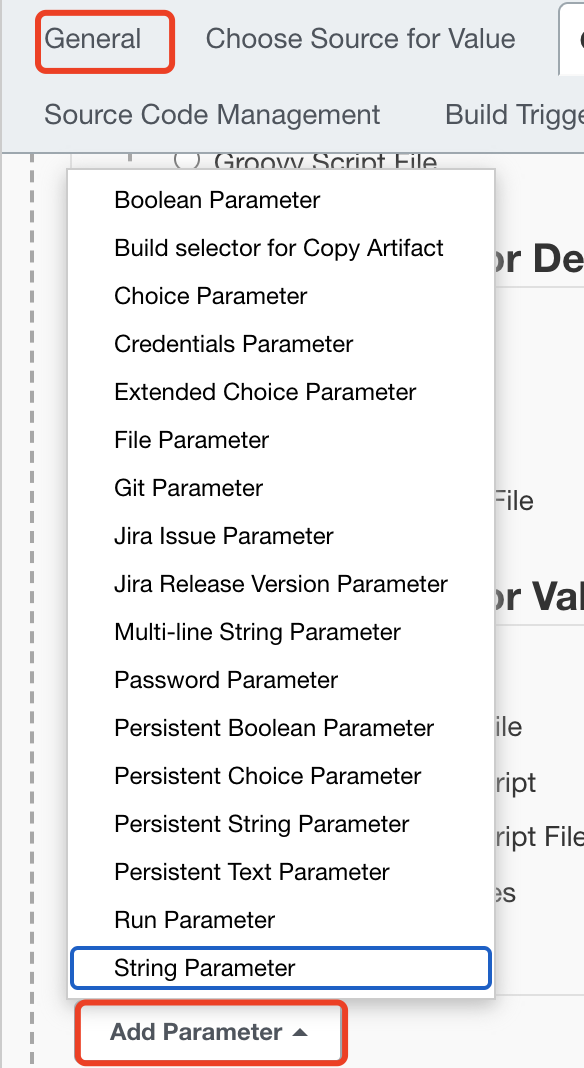 General Choose Source for Value
Source Code Management Build Trigge
Groovy Script File
Boolean Parameter
Build selector for Copy Artifact
Choice Parameter
Credentials Parameter
Extended Choice Parameter
File Parameter
Git Parameter
Jira Issue Parameter
Jira Release Version Parameter
Multi-line String Parameter
Password Parameter
Persistent Boolean Parameter
Persistent Choice Parameter
Persistent String Parameter
Persistent Text Parameter
Run Parameter
String Parameter
or De
File
or Val
ile
ript
ript File
es
Add Parameter